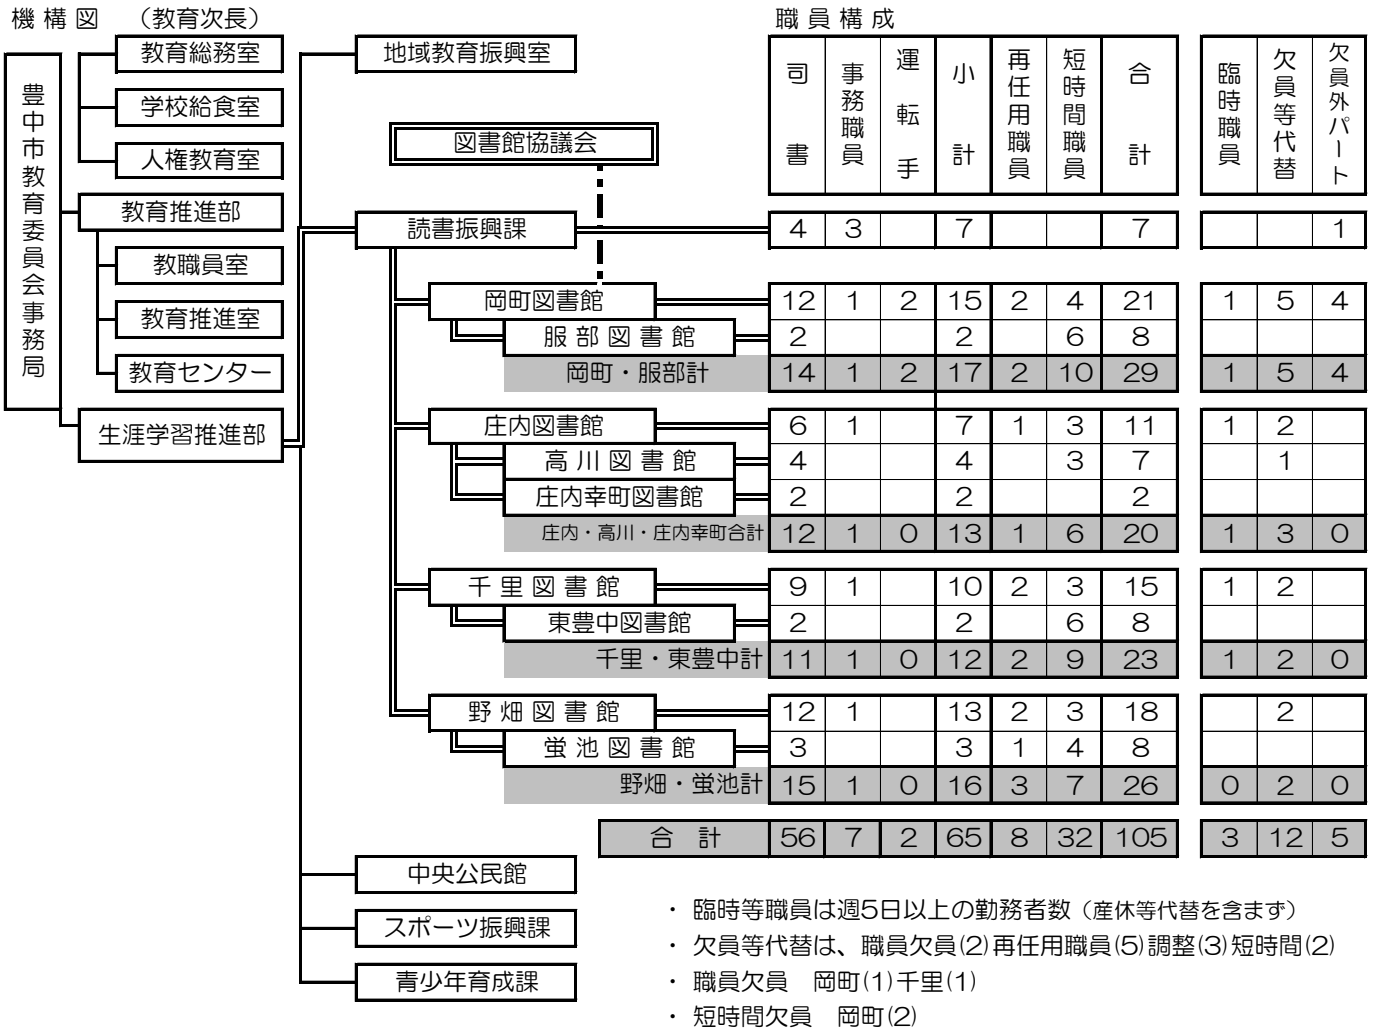 機構図 （教育次長）
豊中市教育委員会事務局
教育総務室
学校給食室
人権教育室
教育推進部
教職員室
教育推進室
教育センター
生涯学習推進部
地域教育振興室
図書館協議会
職員構成
司書 事務職員 運転手 小計 再任用職員 短時間職員 合計 臨時職員 欠員等代替 欠員外パート
読書振興課 4 3 7 7 1
岡町図書館 12 1 2 15 2 4 21 1 5 4
服部図書館 2 2 6 8
岡町・服部計 14 1 2 17 2 10 29 1 5 4
庄内図書館 6 1 7 1 3 11 1 2
高川図書館 4 4 3 7 1
庄内幸町図書館 2 2 2
庄内・高川・庄内幸町合計 12 1 0 13 1 6 20 1 3 0
千里図書館 9 1 10 2 3 15 1 2
東豊中図書館 2 2 6 8
千里・東豊中計 11 1 0 12 2 9 23 1 2 0
野畑図書館 12 1 13 2 3 18 2
蛍池図書館 3 3 1 4 8
野畑・蛍池計 15 1 0 16 3 7 26 0 2 0
合計 56 7 2 65 8 32 105 3 12 5
中央公民館
スポーツ振興課
青少年育成課
・ 臨時等職員は週5日以上の勤務者数（産休等代替を含まず）
・ 欠員等代替は、職員欠員(2)再任用職員(5)調整(3)短時間(2)
・ 職員欠員 岡町(1)千里(1)
・ 短時間欠員 岡町(2)